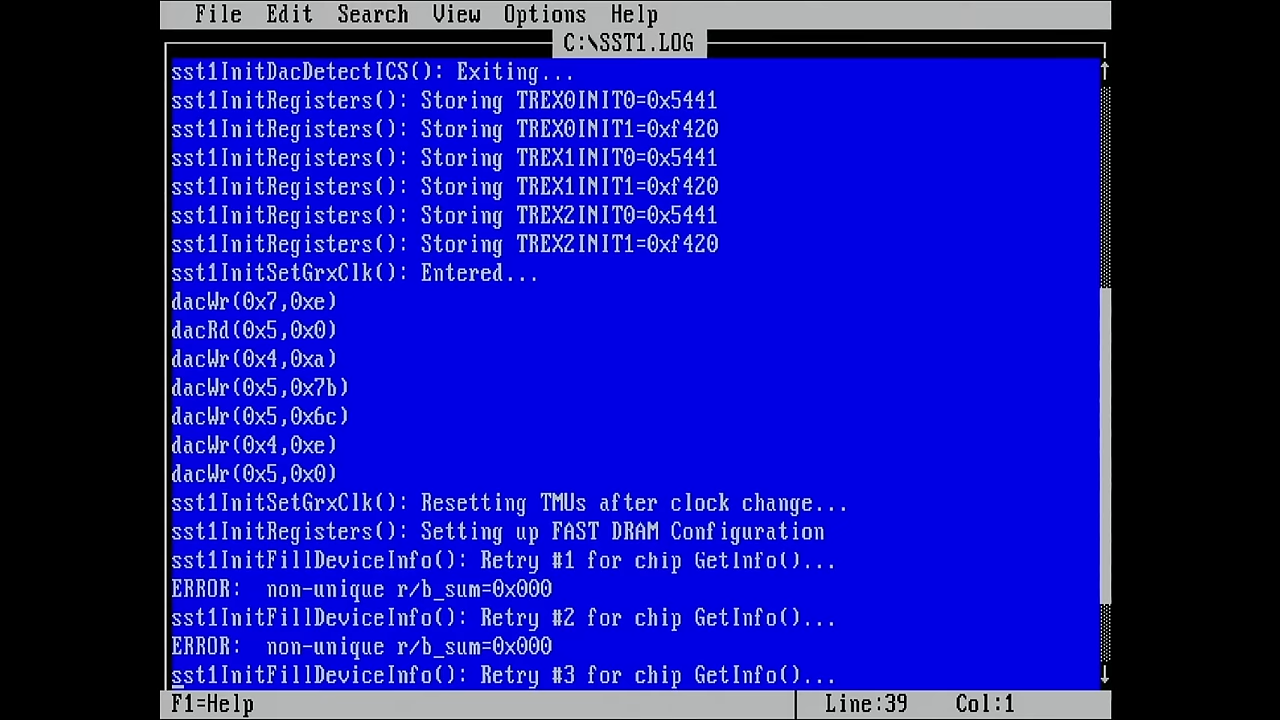 File Edit Search View Options Help
C:\SST1.LOG
sst1InitDacDetectICS(): Exiting...
sst1InitRegisters(): Storing TREX0INIT0=0x5441
sst1InitRegisters(): Storing TREX0INIT1=0xf420
sst1InitRegisters(): Storing TREX1INIT0=0x5441
sst1InitRegisters(): Storing TREX1INIT1=0xf420
sst1InitRegisters(): Storing TREX2INIT0=0x5441
sst1InitRegisters(): Storing TREX2INIT1=0xf420
sst1InitSetGrxClk(): Entered...
dacWr(0x7,0xe)
dacRd(0x5,0x0)
dacWr(0x4,0xa)
dacWr(0x5,0x7b)
dacWr(0x5,0x6c)
dacWr(0x4,0xe)
dacWr(0x5,0x0)
sst1InitSetGrxClk(): Resetting TMUs after clock change...
sst1InitRegisters(): Setting up FAST DRAM Configuration
sst1InitFillDeviceInfo(): Retry #1 for chip GetInfo()...
ERROR:  non-unique r/b_sum=0x000
sst1InitFillDeviceInfo(): Retry #2 for chip GetInfo()...
ERROR:  non-unique r/b_sum=0x000
sst1InitFillDeviceInfo(): Retry #3 for chip GetInfo()...
F1=Help Line:39 Col:1